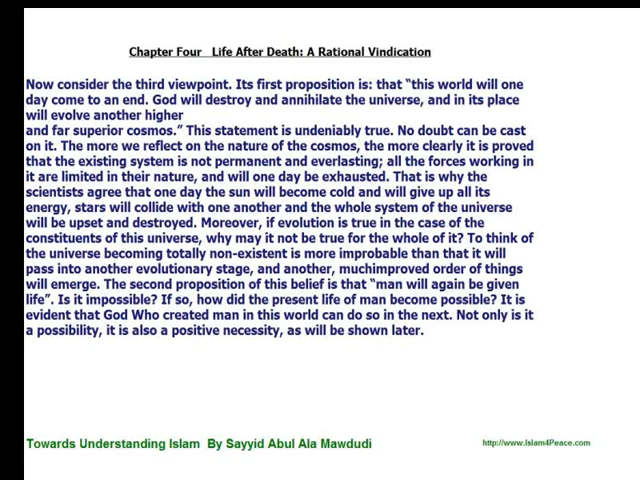 Chapter Four   Life After Death: A Rational Vindication
Now consider the third viewpoint. Its first proposition is: that “this world will one
day come to an end. God will destroy and annihilate the universe, and in its place
will evolve another higher
and far superior cosmos.” This statement is undeniably true. No doubt can be cast
on it. The more we reflect on the nature of the cosmos, the more clearly it is proved
that the existing system is not permanent and everlasting; all the forces working in
it are limited in their nature, and will one day be exhausted. That is why the
scientists agree that one day the sun will become cold and will give up all its
energy, stars will collide with one another and the whole system of the universe
will be upset and destroyed. Moreover, if evolution is true in the case of the
constituents of this universe, why may it not be true for the whole of it? To think of
the universe becoming totally non-existent is more improbable than that it will
pass into another evolutionary stage, and another, muchimproved order of things
will emerge. The second proposition of this belief is that “man will again be given
life”. Is it impossible? If so, how did the present life of man become possible? It is
evident that God Who created man in this world can do so in the next. Not only is it
a possibility, it is also a positive necessity, as will be shown later.
Towards Understanding Islam  By Sayyid Abul Ala Mawdudi
http://www.Islam4Peace.com